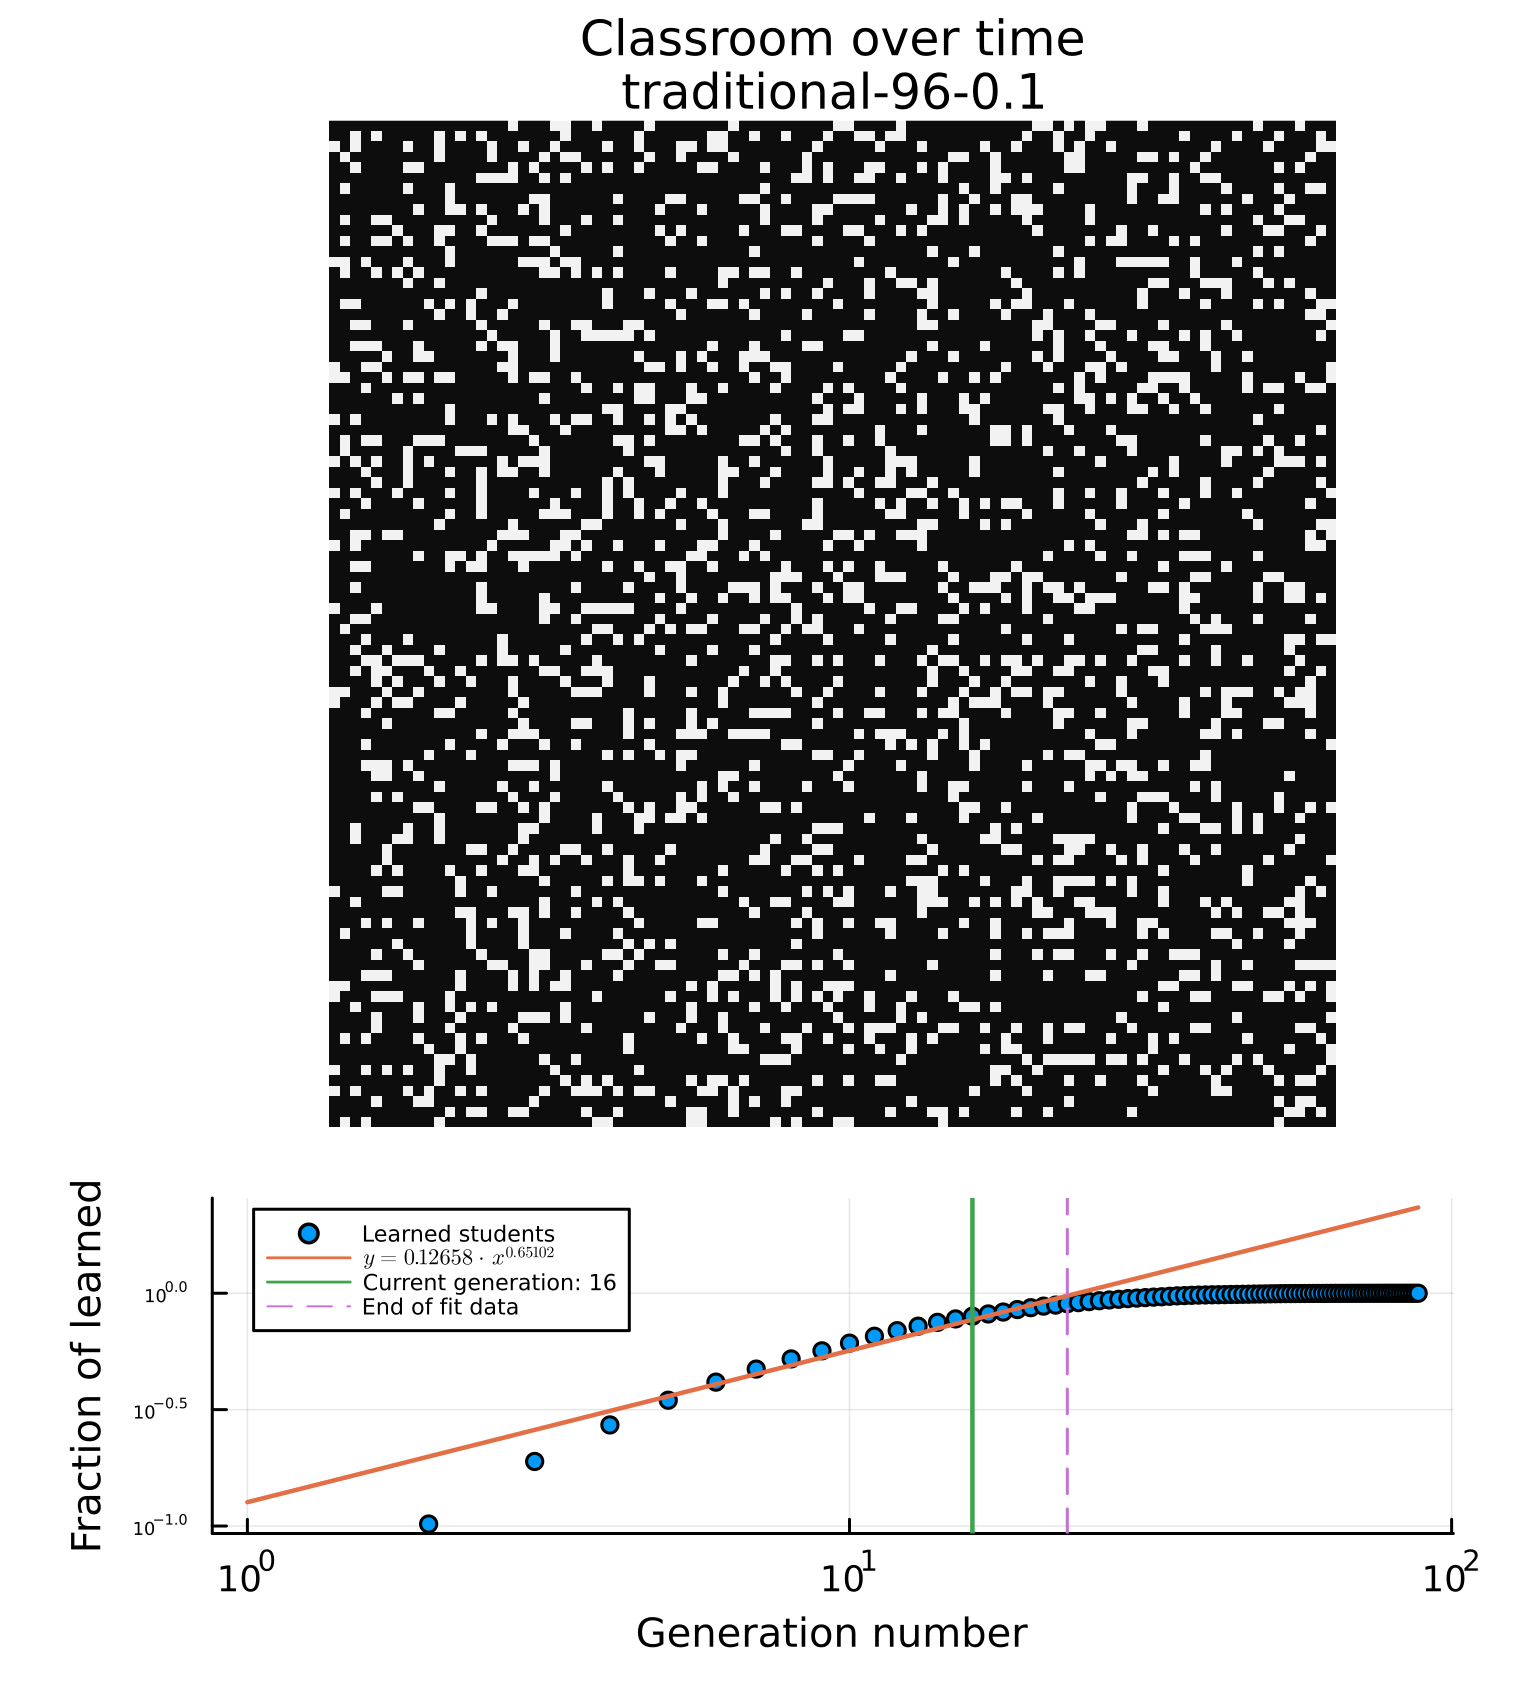 Classroom over time
traditional-96-0.1
Fraction of learned
Learned students
y = 0.12658 · x^0.65102
Current generation: 16
End of fit data
10^0.0
10^−0.5
10^−1.0
10^0 10^1 10^2
Generation number